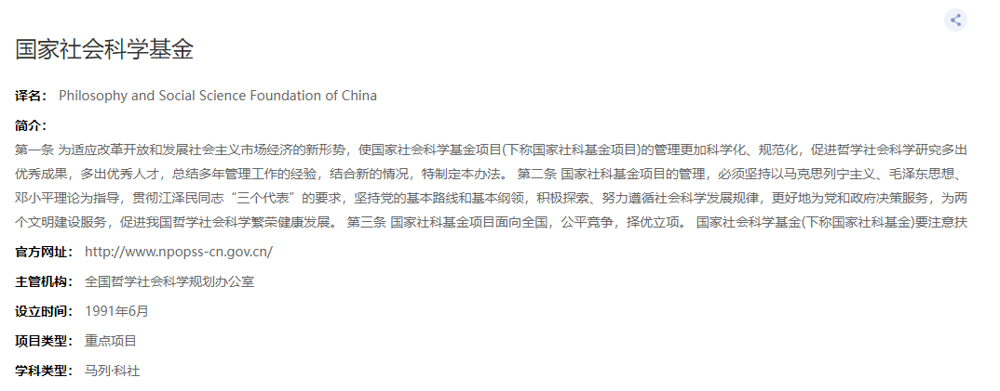 国家社会科学基金
译名： Philosophy and Social Science Foundation of China
简介：
第一条 为适应改革开放和发展社会主义市场经济的新形势，使国家社会科学基金项目(下称国家社科基金项目)的管理更加科学化、规范化，促进哲学社会科学研究多出
优秀成果，多出优秀人才，总结多年管理工作的经验，结合新的情况，特制定本办法。 第二条 国家社科基金项目的管理，必须坚持以马克思列宁主义、毛泽东思想、
邓小平理论为指导，贯彻江泽民同志“三个代表”的要求，坚持党的基本路线和基本纲领，积极探索、努力遵循社会科学发展规律，更好地为党和政府决策服务，为两
个文明建设服务，促进我国哲学社会科学繁荣健康发展。 第三条 国家社科基金项目面向全国，公平竞争，择优立项。 国家社会科学基金(下称国家社科基金)要注意扶
官方网址： http://www.npopss-cn.gov.cn/
主管机构： 全国哲学社会科学规划办公室
设立时间： 1991年6月
项目类型： 重点项目
学科类型： 马列·科社